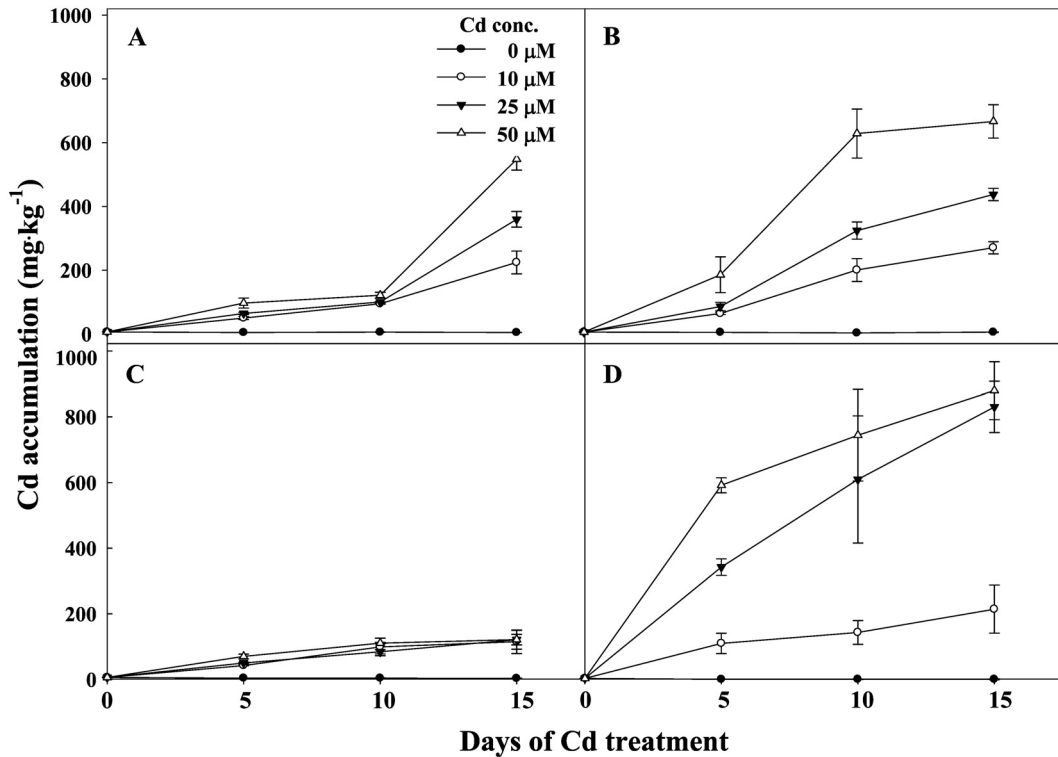 A
B
Cd conc.
0 μM
10 μM
25 μM
50 μM
1000
800
600
400
200
0
C
D
1000
800
600
400
200
0
Cd accumulation (mg·kg⁻¹)
0 5 10 15 0 5 10 15
Days of Cd treatment